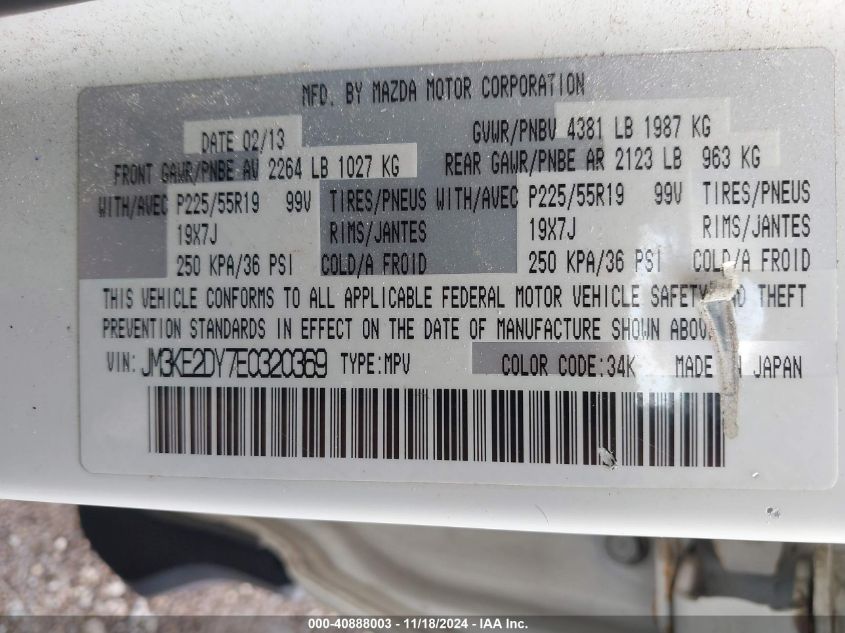 MFD. BY MAZDA MOTOR CORPORATION
DATE 02/13 GVWR/PNBV 4381 LB 1987 KG
FRONT GAWR/PNBE AV 2264 LB 1027 KG REAR GAWR/PNBE AR 2123 LB 963 KG
WITH/AVEC P225/55R19 99V TIRES/PNEUS WITH/AVEC P225/55R19 99V TIRES/PNEUS
19X7J RIMS/JANTES 19X7J RIMS/JANTES
250 KPA/36 PSI COLD/A FROID 250 KPA/36 PSI COLD/A FROID
THIS VEHICLE CONFORMS TO ALL APPLICABLE FEDERAL MOTOR VEHICLE SAFETY AND THEFT
PREVENTION STANDARDS IN EFFECT ON THE DATE OF MANUFACTURE SHOWN ABOVE
VIN: JM3KE2DY7E0320369 TYPE:MPV COLOR CODE:34K MADE IN JAPAN
000-40888003 - 11/18/2024 - IAA Inc.